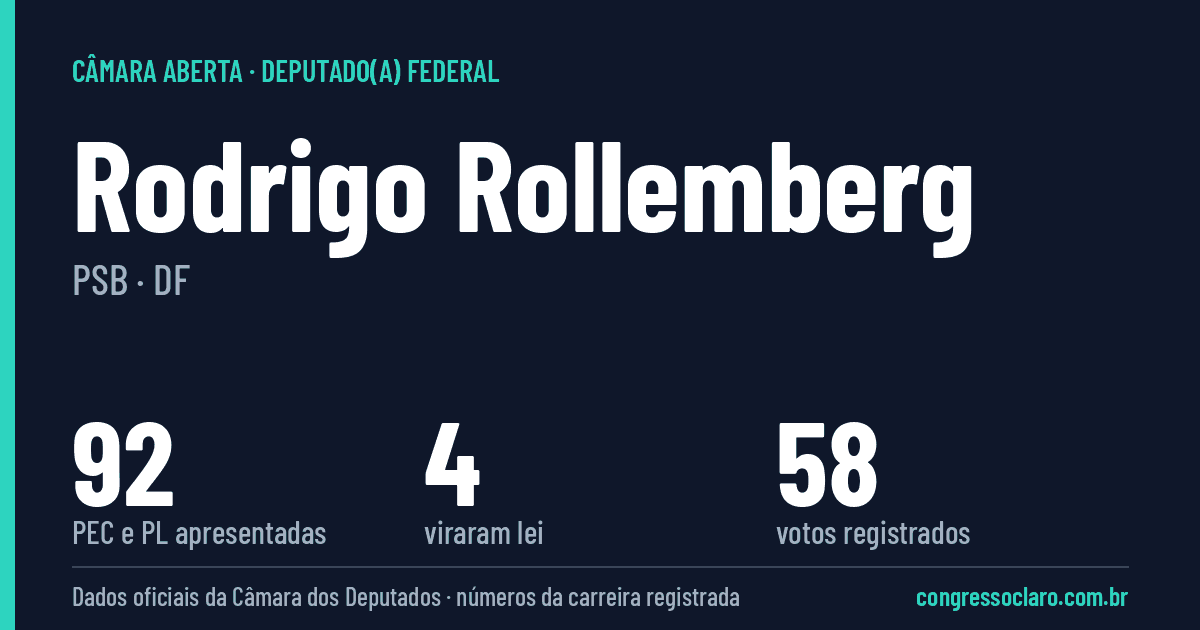 CÂMARA ABERTA · DEPUTADO(A) FEDERAL
Rodrigo Rollemberg
PSB · DF
92 4 58
PEC e PL apresentadas viraram lei votos registrados
Dados oficiais da Câmara dos Deputados · números da carreira registrada congressoclaro.com.br